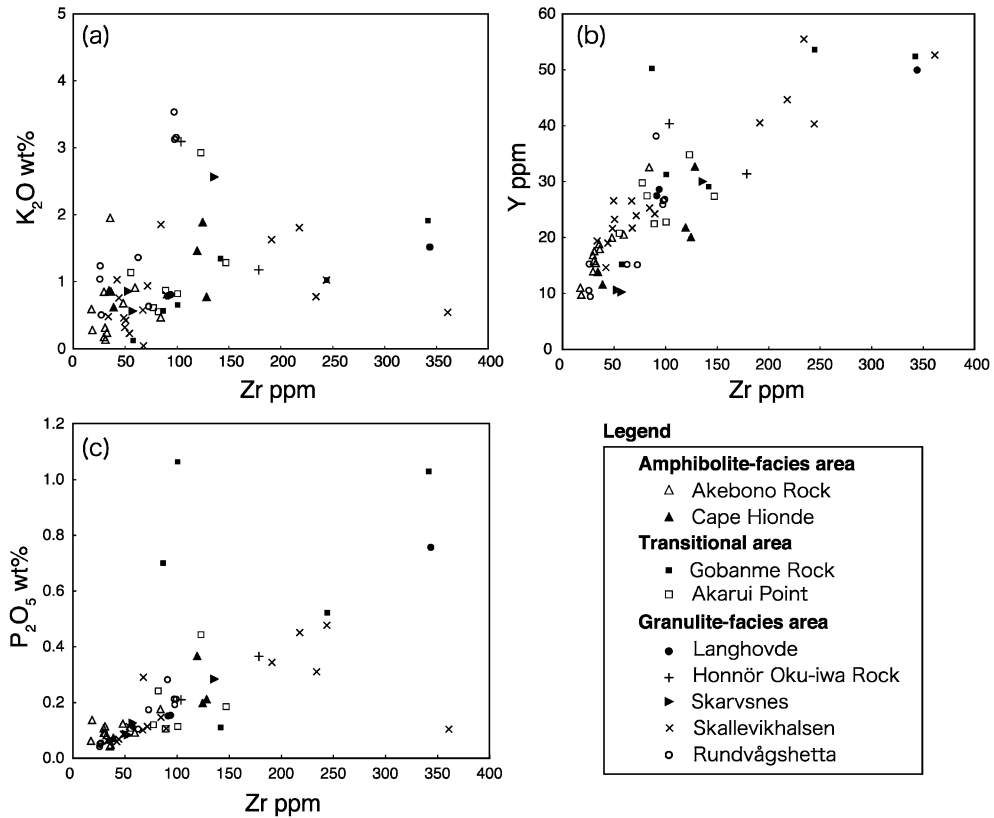 (a)
5
4
3
2
1
0
K2O wt%
0 50 100 150 200 250 300 350 400
Zr ppm
(b)
60
50
40
30
20
10
0
Y ppm
0 50 100 150 200 250 300 350 400
Zr ppm
(c)
1.2
1.0
0.8
0.6
0.4
0.2
0.0
P2O5 wt%
0 50 100 150 200 250 300 350 400
Zr ppm
Legend
Amphibolite-facies area
Akebono Rock
Cape Hionde
Transitional area
Gobanme Rock
Akarui Point
Granulite-facies area
Langhovde
Honnör Oku-iwa Rock
Skarvsnes
Skallevikhalsen
Rundvågshetta